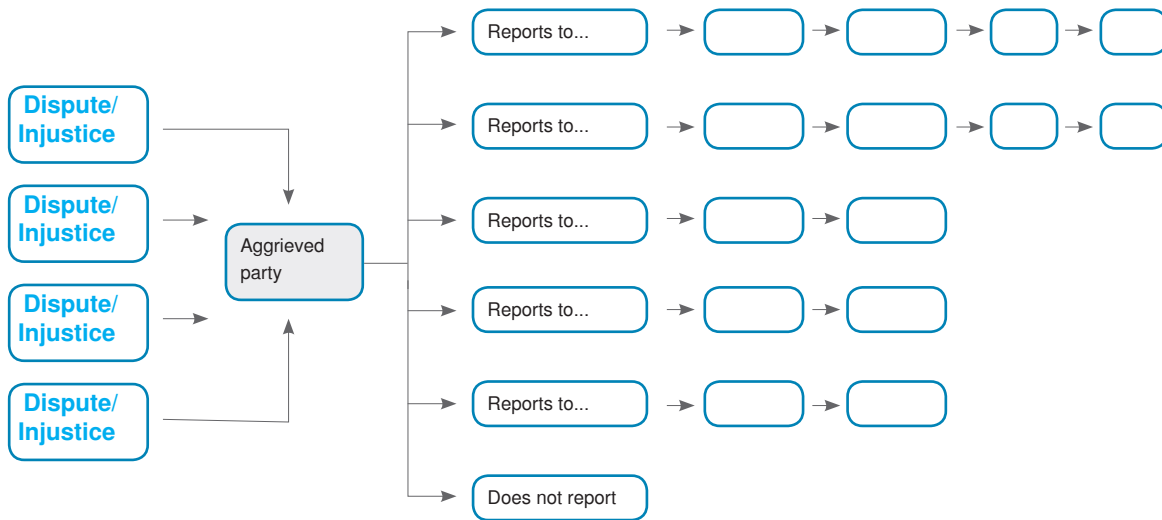 Dispute/
Injustice
Dispute/
Injustice
Dispute/
Injustice
Dispute/
Injustice
Aggrieved
party
Reports to...
Reports to...
Reports to...
Reports to...
Reports to...
Does not report